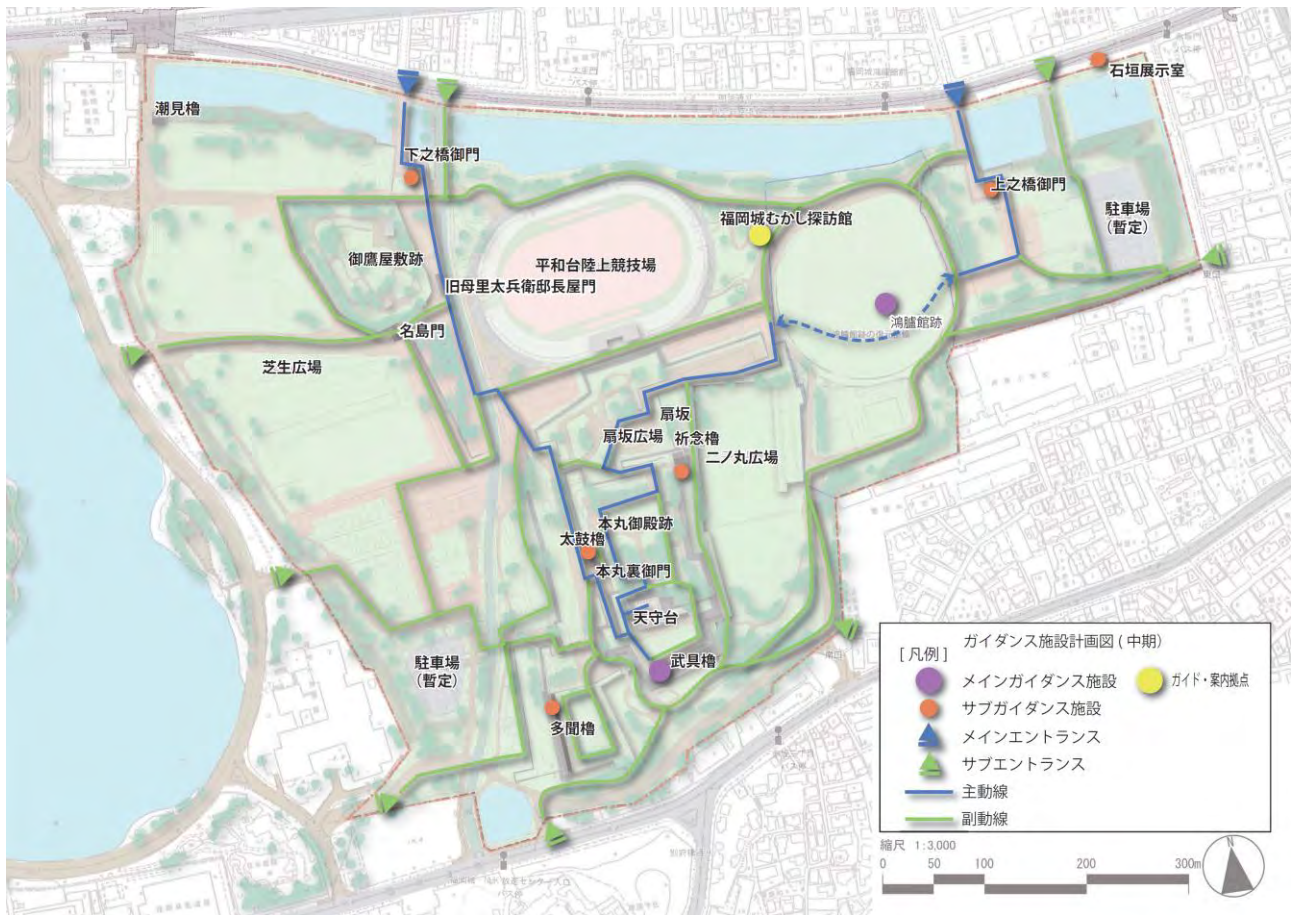 石垣展示室
潮見櫓
下之橋御門
上之橋御門
駐車場
(暫定)
福岡城むかし探訪館
御鷹屋敷跡
平和台陸上競技場
旧母里太兵衛邸長屋門
鴻臚館跡
名島門
芝生広場
扇坂
扇坂広場
祈念櫓
二ノ丸広場
本丸御殿跡
太鼓櫓
本丸裏御門
天守台
武具櫓
駐車場
(暫定)
多聞櫓
ガイダンス施設計画図(中期)
[凡例]
メインガイダンス施設
ガイド・案内拠点
サブガイダンス施設
メインエントランス
サブエントランス
主動線
副動線
縮尺 1:3,000
0 50 100 200 300m
N